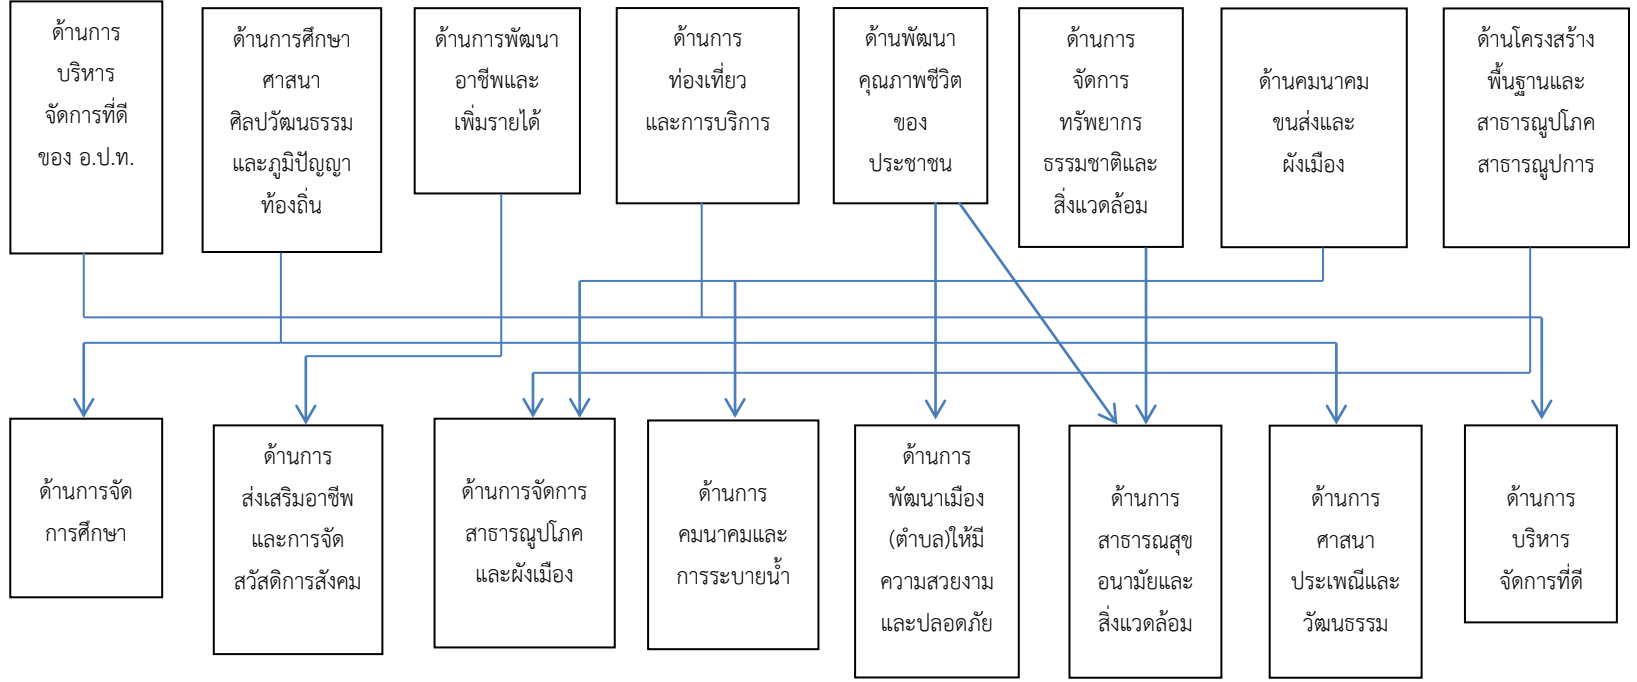 ด้านการ
บริหาร
จัดการที่ดี
ของ อ.ป.ท.
ด้านการศึกษา
ศาสนา
ศิลปวัฒนธรรม
และภูมิปัญญา
ท้องถิ่น
ด้านการพัฒนา
อาชีพและ
เพิ่มรายได้
ด้านการ
ท่องเที่ยว
และการบริการ
ด้านพัฒนา
คุณภาพชีวิต
ของ
ประชาชน
ด้านการ
จัดการ
ทรัพยากร
ธรรมชาติและ
สิ่งแวดล้อม
ด้านคมนาคม
ขนส่งและ
ผังเมือง
ด้านโครงสร้าง
พื้นฐานและ
สาธารณูปโภค
สาธารณูปการ
ด้านการจัด
การศึกษา
ด้านการ
ส่งเสริมอาชีพ
และการจัด
สวัสดิการสังคม
ด้านการจัดการ
สาธารณูปโภค
และผังเมือง
ด้านการ
คมนาคมและ
การระบายน้ำ
ด้านการ
พัฒนาเมือง
(ตำบล)ให้มี
ความสวยงาม
และปลอดภัย
ด้านการ
สาธารณสุข
อนามัยและ
สิ่งแวดล้อม
ด้านการ
ศาสนา
ประเพณีและ
วัฒนธรรม
ด้านการ
บริหาร
จัดการที่ดี